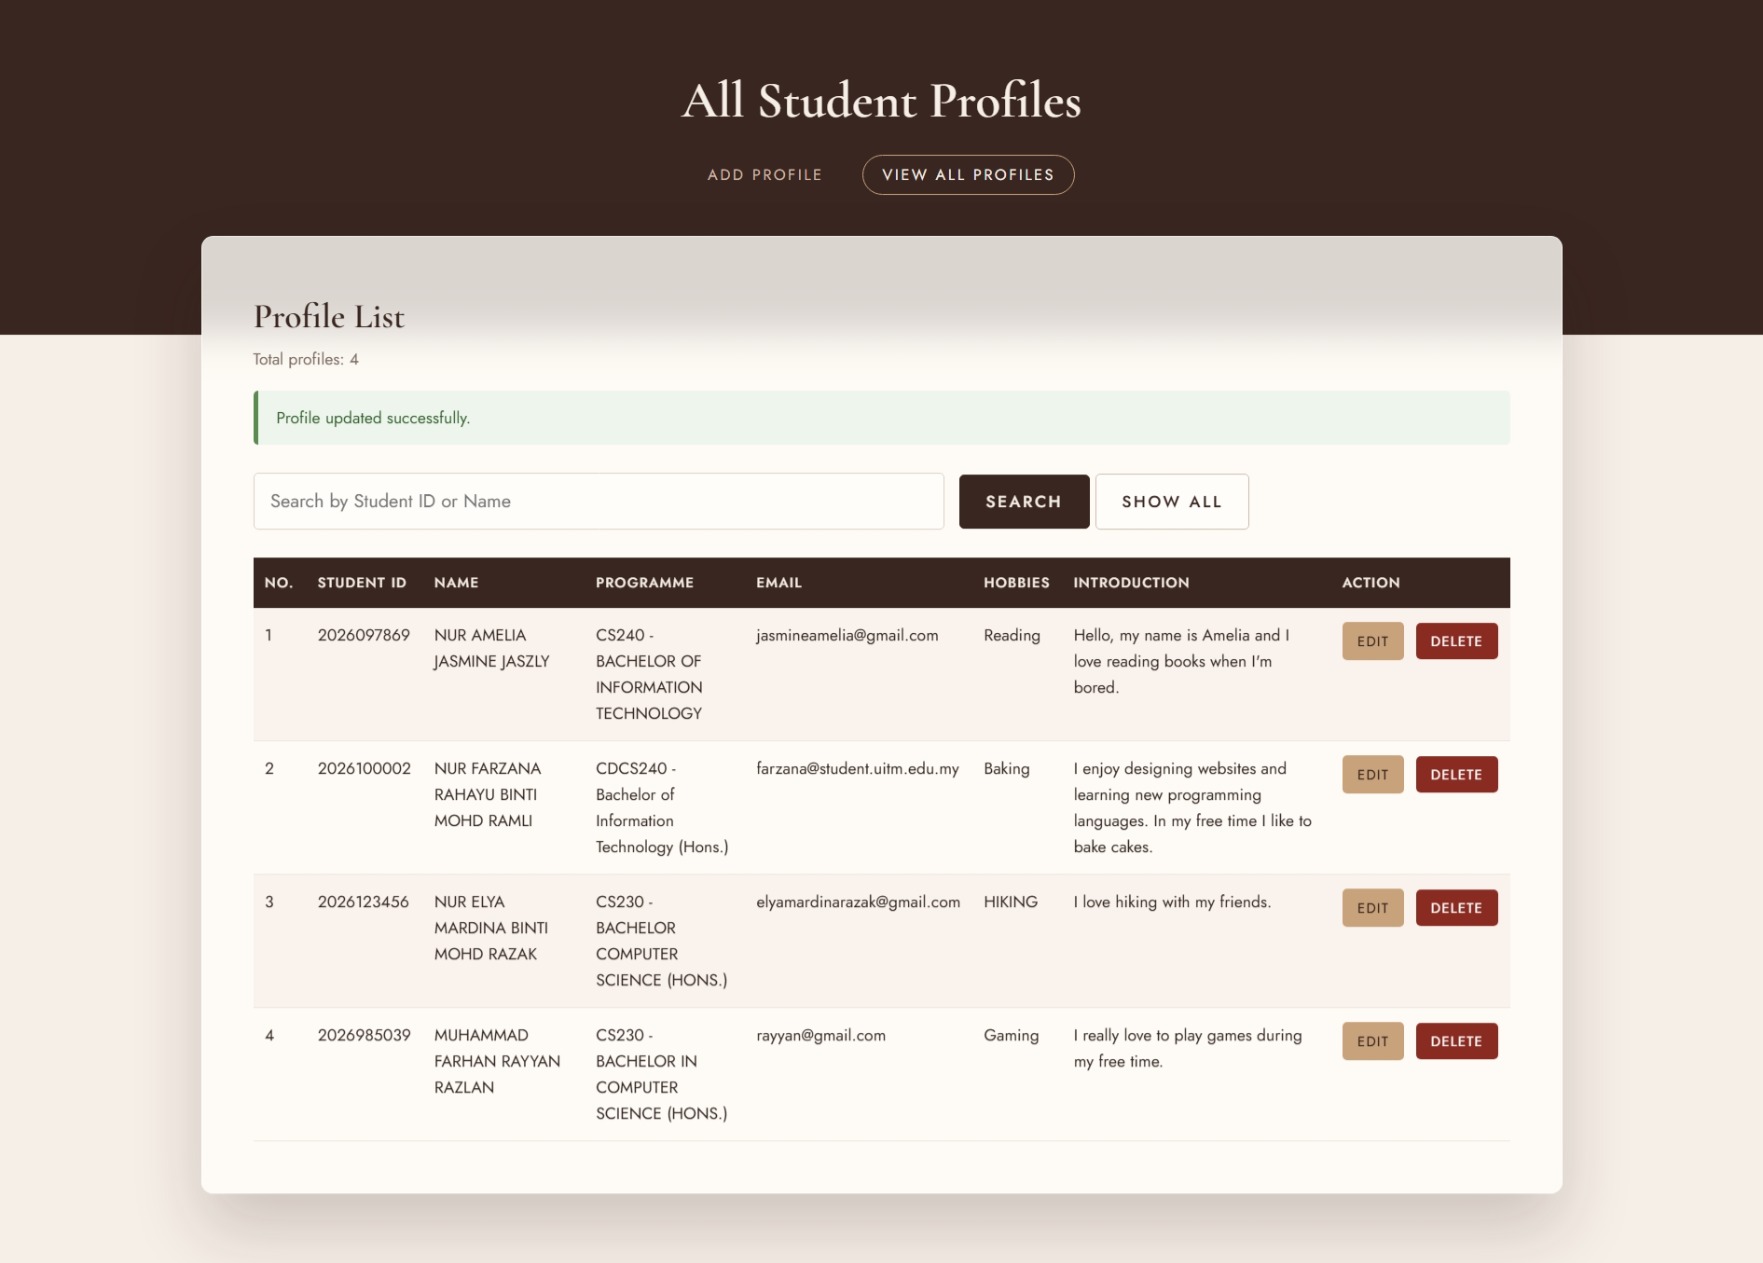 All Student Profiles
ADD PROFILE VIEW ALL PROFILES
Profile List
Total profiles: 4
Profile updated successfully.
Search by Student ID or Name SEARCH SHOW ALL
NO. STUDENT ID NAME PROGRAMME EMAIL HOBBIES INTRODUCTION ACTION
1 2026097869 NUR AMELIA CS240 - jasmineamelia@gmail.com Reading Hello, my name is Amelia and I EDIT DELETE
JASMINE JASZLY BACHELOR OF love reading books when I'm
INFORMATION bored.
TECHNOLOGY
2 2026100002 NUR FARZANA CDCS240 - farzana@student.uitm.edu.my Baking I enjoy designing websites and EDIT DELETE
RAHAYU BINTI Bachelor of learning new programming
MOHD RAMLI Information languages. In my free time I like to
Technology (Hons.) bake cakes.
3 2026123456 NUR ELYA CS230 - elyamardinarazak@gmail.com HIKING I love hiking with my friends. EDIT DELETE
MARDINA BINTI BACHELOR
MOHD RAZAK COMPUTER
SCIENCE (HONS.)
4 2026985039 MUHAMMAD CS230 - rayyan@gmail.com Gaming I really love to play games during EDIT DELETE
FARHAN RAYYAN BACHELOR IN my free time.
RAZLAN COMPUTER
SCIENCE (HONS.)